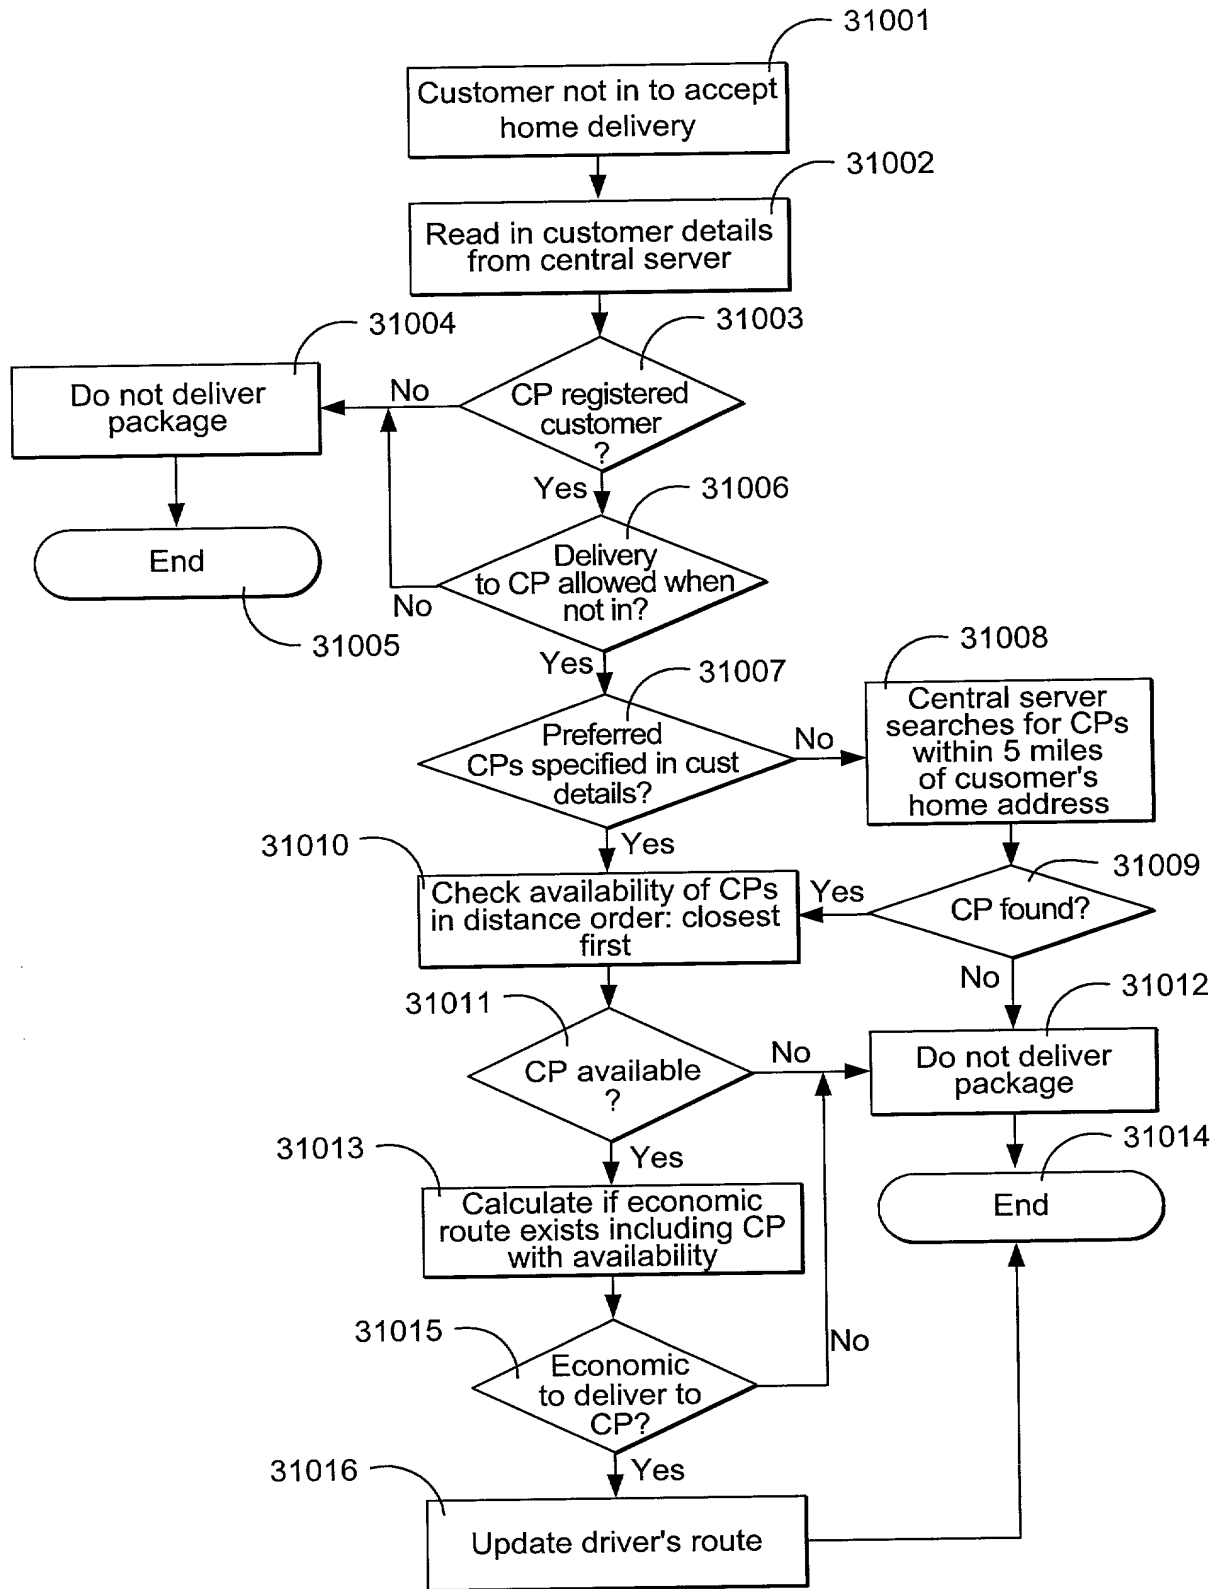 31001
Customer not in to accept
home delivery
31002
Read in customer details
from central server
31003
31004
CP registered
customer
?
No
Do not deliver
package
Yes
31006
End
Delivery
to CP allowed when
not in?
No
31005
Yes
31007
31008
Preferred
CPs specified in cust
details?
No
Central server
searches for CPs
within 5 miles
of cusomer's
home address
Yes
31010
31009
Check availability of CPs
in distance order: closest
first
Yes
CP found?
No
31011
31012
CP available
?
No
Do not deliver
package
Yes
31013
31014
Calculate if economic
route exists including CP
with availability
End
31015
Economic
to deliver to
CP?
No
Yes
31016
Update driver's route